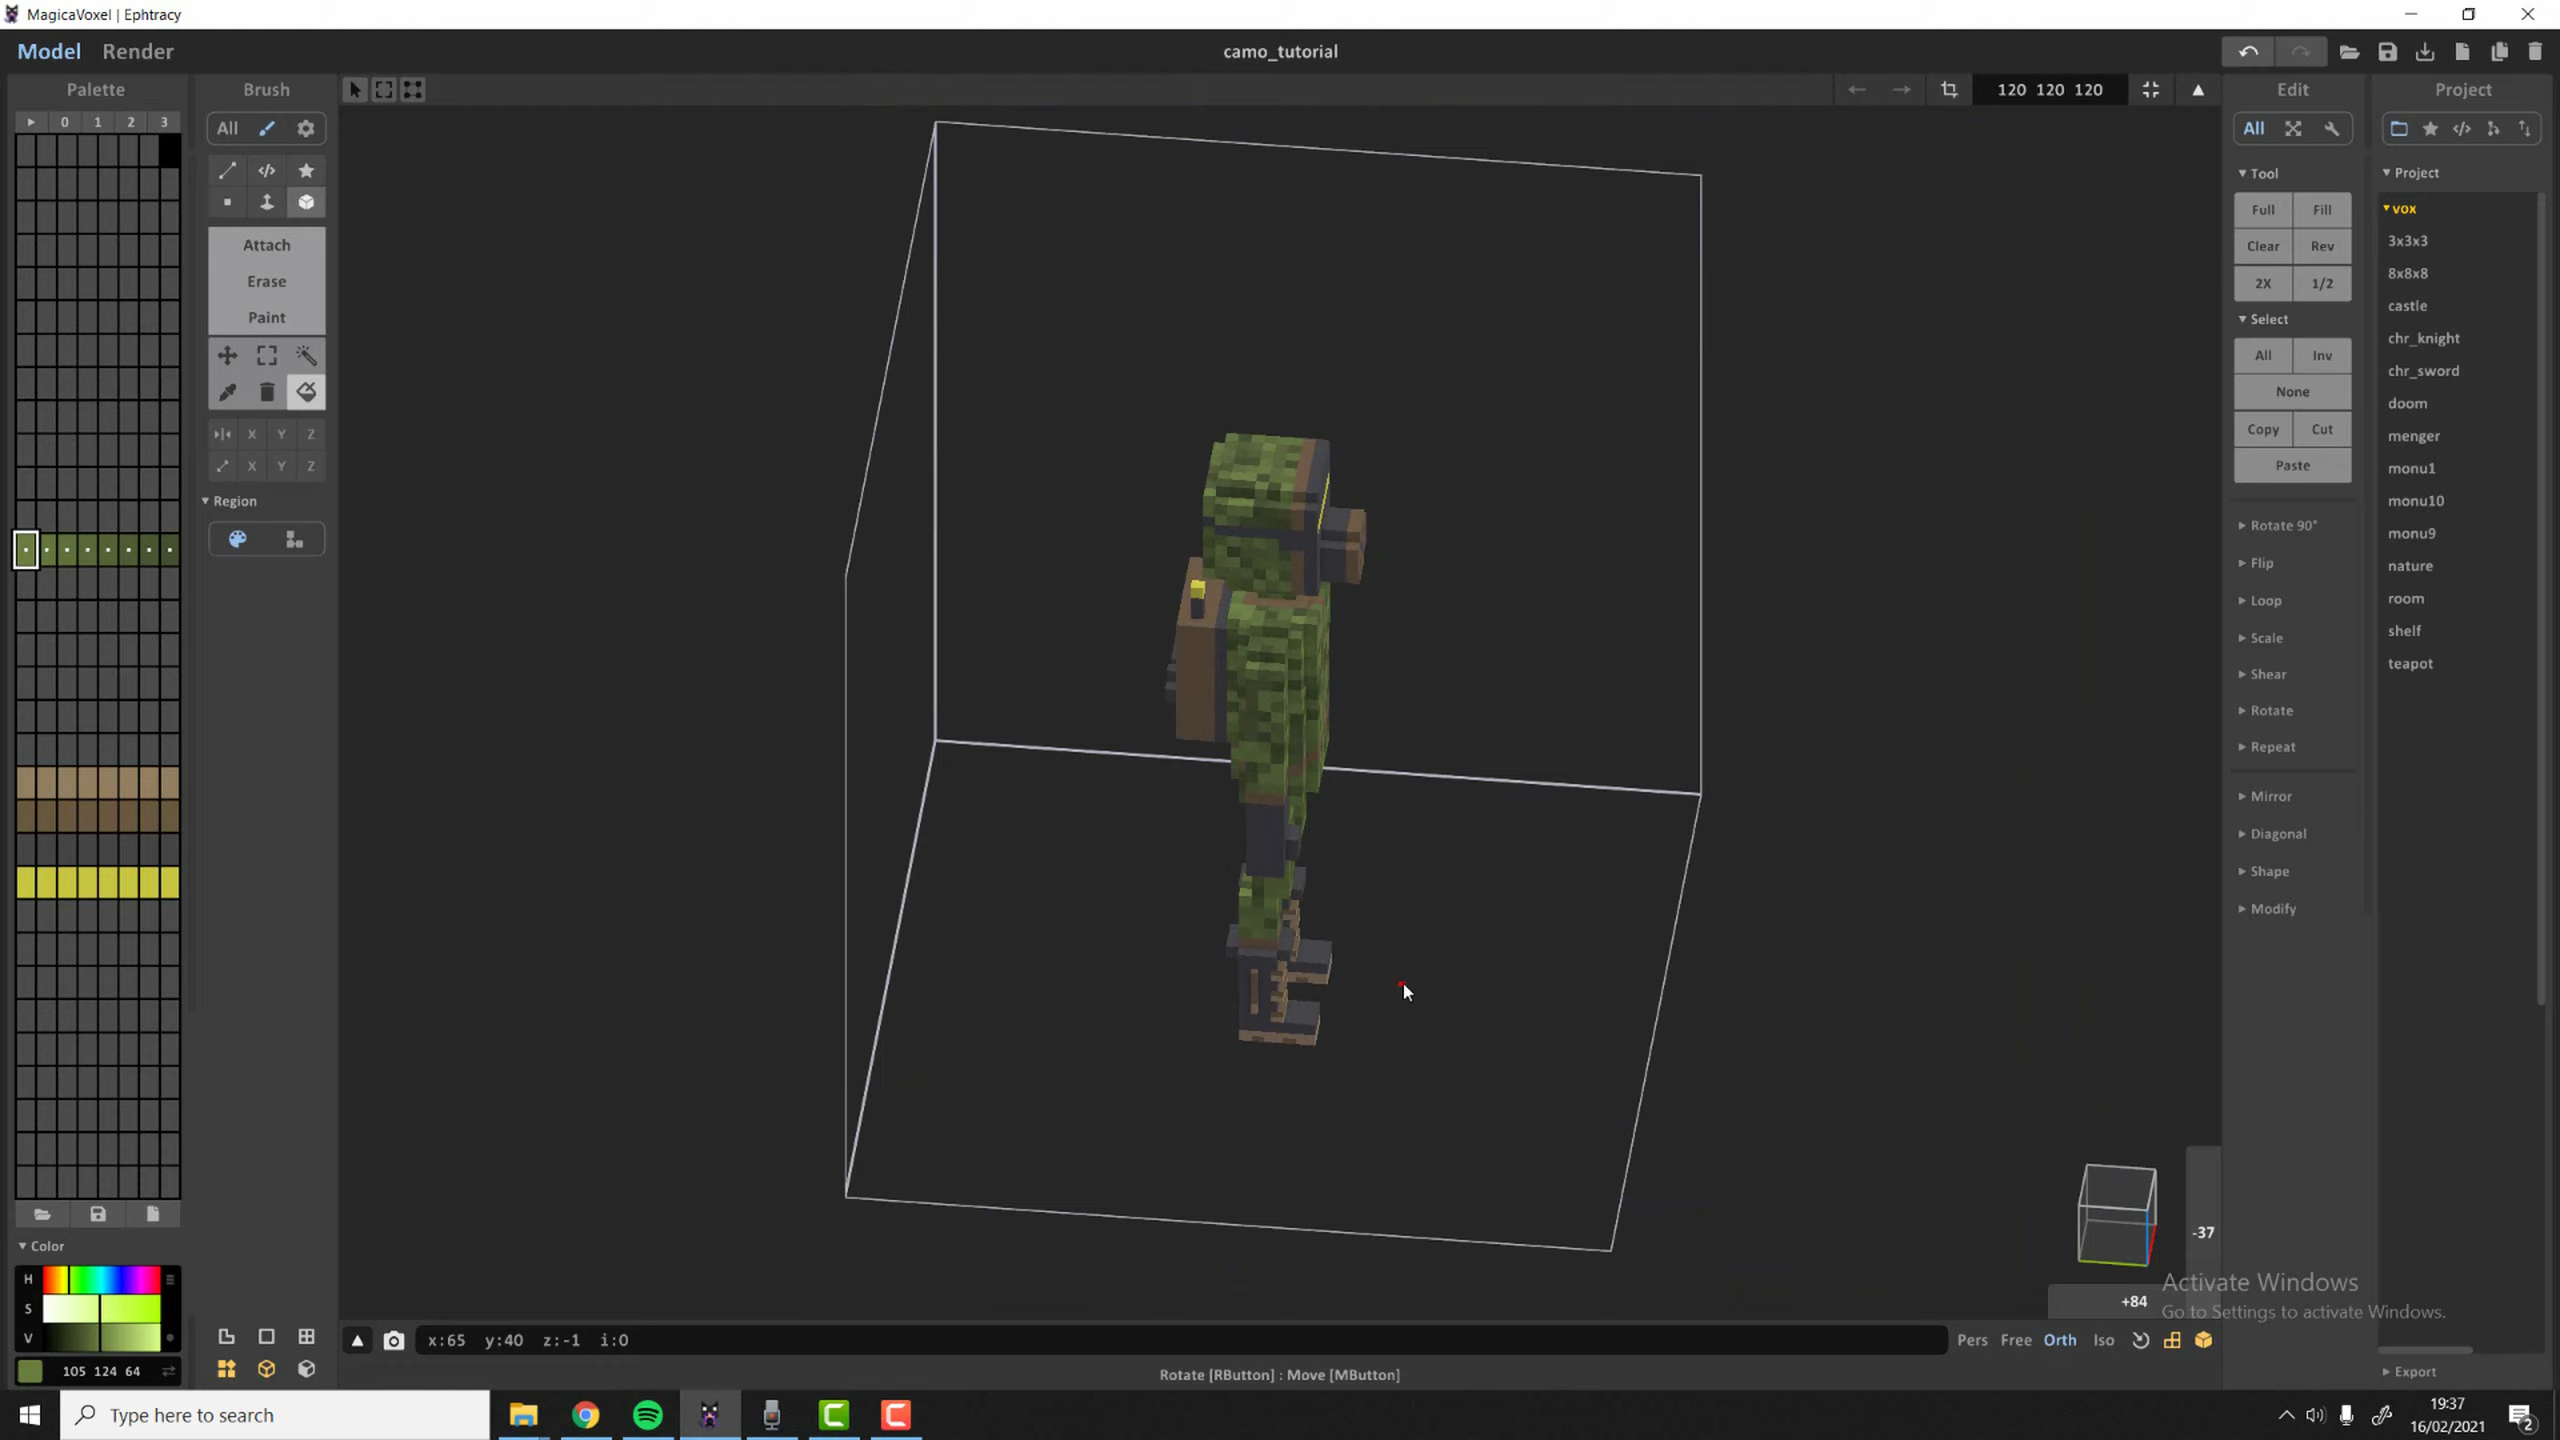 MagicaVoxel | Ephtracy
Model Render
camo_tutorial
Palette
Brush
120 120 120
Edit
Project
0 1 2 3
All
All
Tool
Project
Full Fill
vox
Attach
Clear Rev
3x3x3
Erase
2X 1/2
8x8x8
Paint
Select
castle
All Inv
chr_knight
None
chr_sword
X Y Z
Copy Cut
doom
X Y Z
Paste
menger
Region
monu1
Rotate 90°
monu10
Flip
monu9
Loop
nature
Scale
room
Shear
shelf
Rotate
teapot
Repeat
Mirror
Diagonal
Shape
Modify
Color
H
S
V
105 124 64
-37
+84
Activate Windows
Go to Settings to activate Windows.
x:65 y:40 z:-1 i:0
Pers Free Orth Iso
Rotate [RButton] : Move [MButton]
Export
Type here to search
19:37
16/02/2021
2